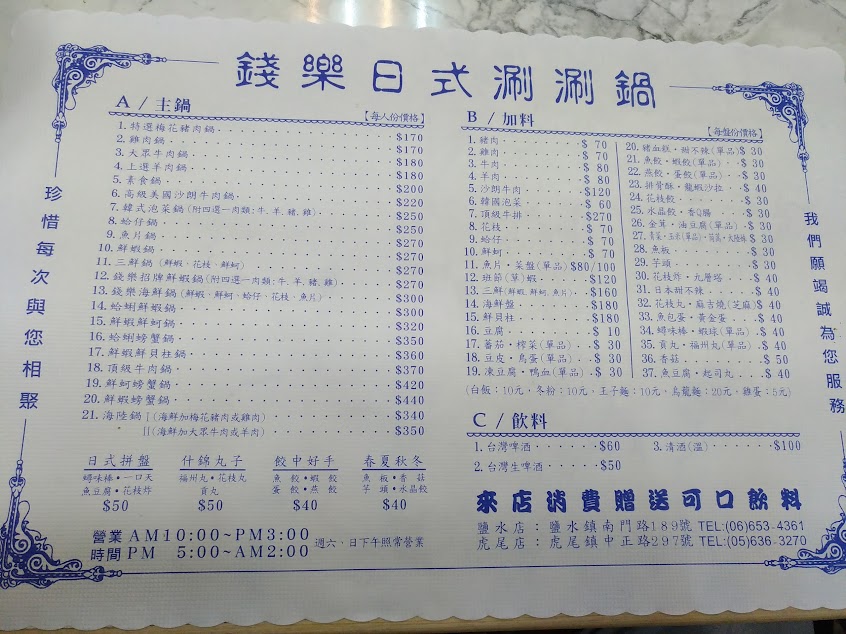 錢樂日式涮涮鍋
珍惜每次與您相聚
A / 主鍋
【每人份價格】
1. 特選梅花豬肉鍋 $170
2. 雞肉鍋 $170
3. 大眾牛肉鍋 $180
4. 上選羊肉鍋 $180
5. 素食鍋 $200
6. 高級美國沙朗牛肉鍋 $220
7. 韓式泡菜鍋 (附四選一肉類:牛.羊.豬.雞) $250
8. 蛤仔鍋 $250
9. 魚片鍋 $270
10. 鮮蝦鍋 $270
11. 三鮮鍋 (鮮蝦.花枝.鮮蚵) $270
12. 錢樂招牌鮮蝦鍋(附四選一肉類:牛.羊.豬.雞) $270
13. 錢樂海鮮鍋(鮮蝦.鮮蚵.蛤仔.花枝.魚片) $300
14. 蛤蜊鮮蝦鍋 $300
15. 鮮蝦鮮蚵鍋 $320
16. 蛤蜊螃蟹鍋 $350
17. 鮮蝦鮮貝柱鍋 $360
18. 頂級牛肉鍋 $370
19. 鮮蚵螃蟹鍋 $420
20. 鮮蝦螃蟹鍋 $440
21. 海陸鍋 I (海鮮加梅花豬肉或雞肉) $340
II (海鮮加大眾牛肉或羊肉) $350
日式拼盤 什錦丸子 餃中好手 春夏秋冬
鱘味棒・一口天 福州丸・花枝丸 魚餃・蝦餃 魚板・香菇
魚豆腐・花枝炸 貢丸 蛋餃・燕餃 芋頭・水晶餃
$50 $50 $40 $40
營業時間 AM10:00~PM3:00
PM 5:00~AM2:00
週六、日下午照常營業
B / 加料
【每盤份價格】
1. 豬肉 $ 70
2. 雞肉 $ 70
3. 牛肉 $ 80
4. 羊肉 $ 80
5. 沙朗牛肉 $120
6. 韓國泡菜 $ 60
7. 頂級牛排 $270
8. 花枝 $ 70
9. 蛤仔 $ 70
10. 鮮蚵 $ 70
11. 魚片・菜盤(單品) $80/100
12. 斑節(草)蝦 $120
13. 三鮮(鮮蝦.鮮蚵.魚片) $160
14. 海鮮盤 $180
15. 鮮貝柱 $180
16. 豆腐 $ 10
17. 蕃茄・榨菜(單品) $ 30
18. 豆皮・鳥蛋(單品) $ 30
19. 凍豆腐・鴨血(單品) $ 30
20. 豬血糕・甜不辣(單品) $ 30
21. 魚餃・蝦餃(單品) $ 30
22. 燕餃・蛋餃(單品) $ 30
23. 排骨酥・龍蝦沙拉 $ 40
24. 花枝餃 $ 30
25. 水晶餃・香Q腸 $ 30
26. 金茸・油豆腐(單品) $ 30
27. 青菜・玉米(單品) $ 30
28. 魚板 $ 30
29. 芋頭 $ 30
30. 花枝炸・九層塔 $ 40
31. 日本甜不辣 $ 40
32. 花枝丸・麻吉燒(芝麻) $ 40
33. 魚包蛋・黃金蛋 $ 40
34. 鱘味棒・蝦球(單品) $ 40
35. 貢丸・福州丸(單品) $ 40
36. 香菇 $ 50
37. 魚豆腐・起司丸 $ 40
(白飯:10元,冬粉:10元,王子麵:10元,烏龍麵:20元,雞蛋:5元)
C / 飲料
1. 台灣啤酒 $60
2. 台灣生啤酒 $50
3. 清酒(溫) $100
來店消費贈送可口飲料
鹽水店:鹽水鎮南門路189號 TEL:(06)653-4361
虎尾店:虎尾鎮中正路297號 TEL:(05)636-3270
我們願竭誠為您服務